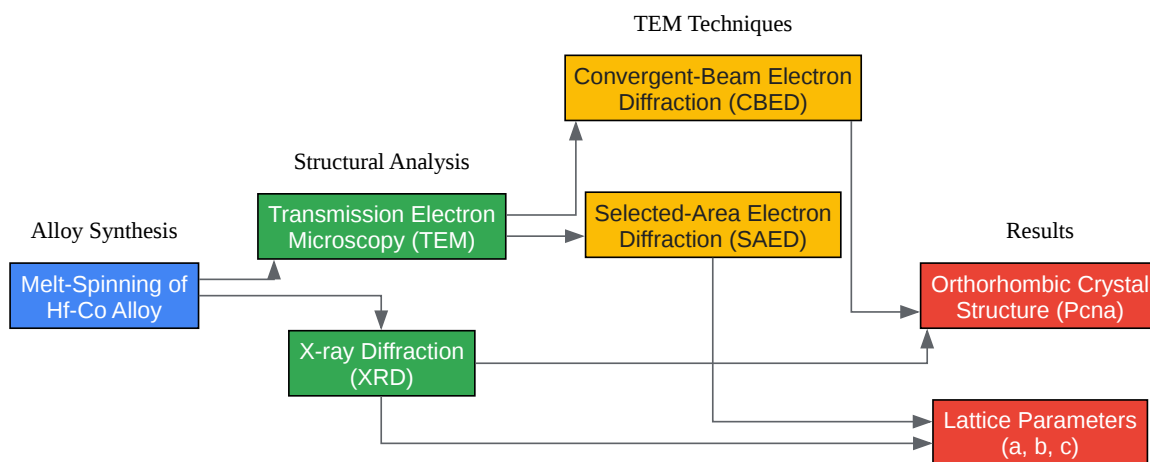 TEM Techniques
Convergent-Beam Electron
Diffraction (CBED)
Structural Analysis
Transmission Electron
Microscopy (TEM)
Selected-Area Electron
Diffraction (SAED)
Alloy Synthesis
Results
Melt-Spinning of
Hf-Co Alloy
Orthorhombic Crystal
Structure (Pcna)
X-ray Diffraction
(XRD)
Lattice Parameters
(a, b, c)